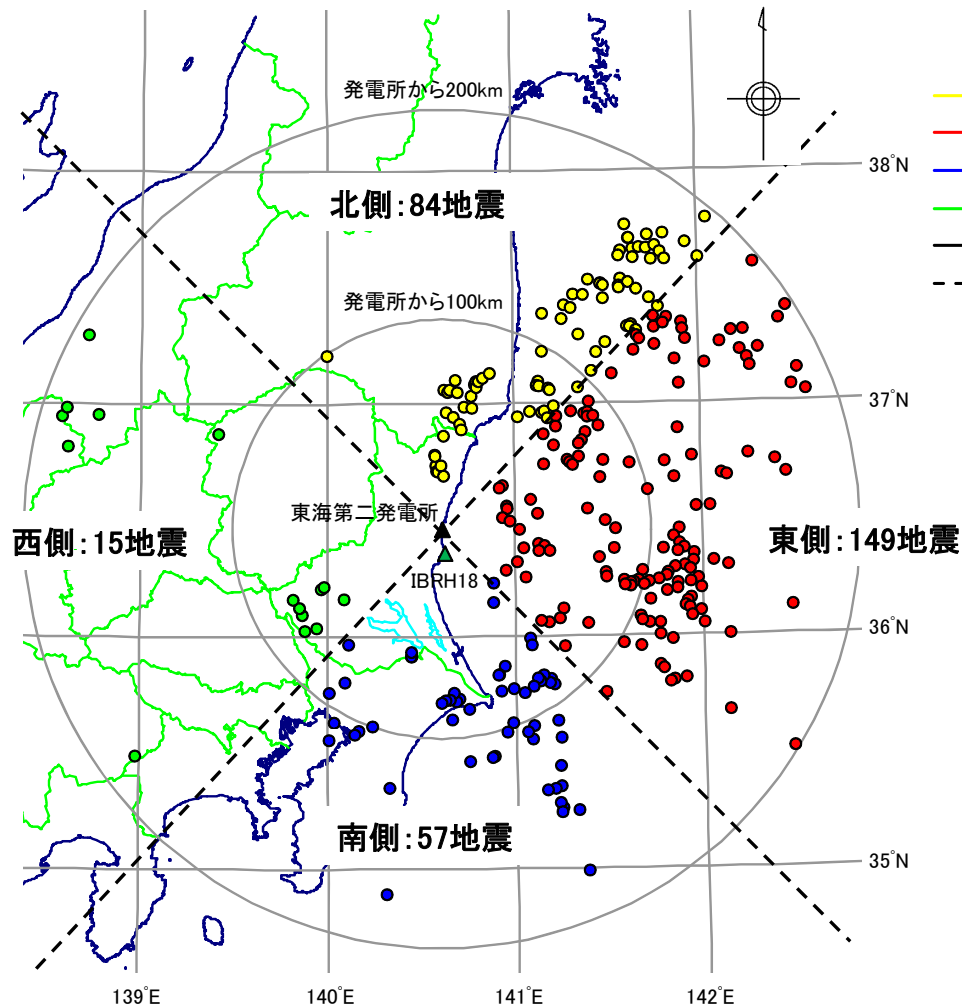 発電所から200km
38°N
北側:84地震
発電所から100km
37°N
東海第二発電所
西側:15地震
東側:149地震
IBRH18
36°N
南側:57地震
35°N
139°E
140°E
141°E
142°E